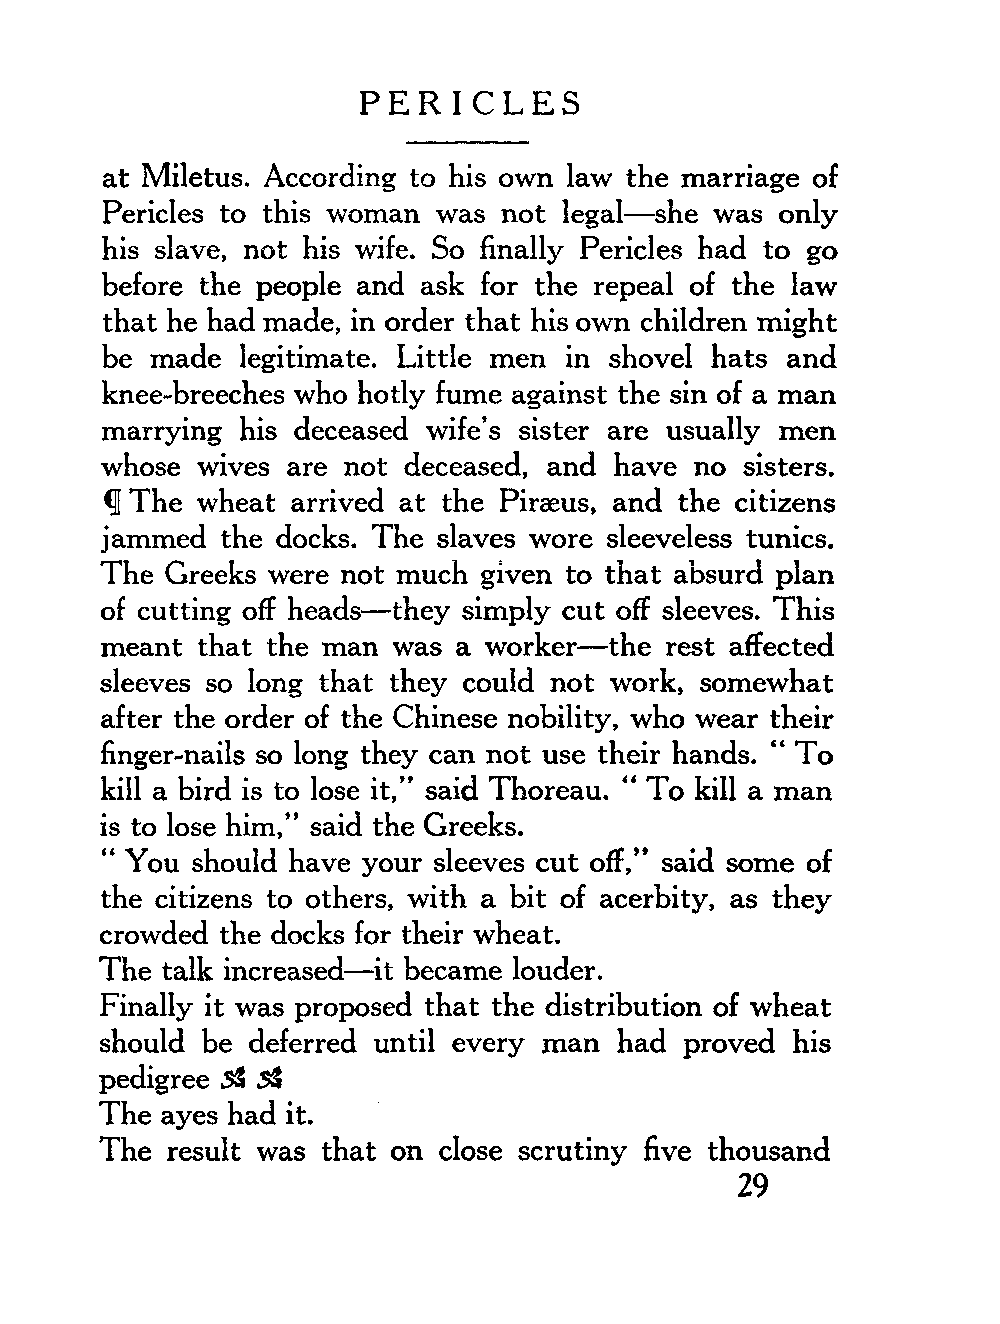 PERICLES
at Miletus. According to his own law the marriage of
Pericles to this woman was not legal—she was only
his slave, not his wife. So finally Pericles had to go
before the people and ask for the repeal of the law
that he had made, in order that his own children might
be made legitimate. Little men in shovel hats and
knee-breeches who hotly fume against the sin of a man
marrying his deceased wife's sister are usually men
whose wives are not deceased, and have no sisters.
¶ The wheat arrived at the Piræus, and the citizens
jammed the docks. The slaves wore sleeveless tunics.
The Greeks were not much given to that absurd plan
of cutting off heads—they simply cut off sleeves. This
meant that the man was a worker—the rest affected
sleeves so long that they could not work, somewhat
after the order of the Chinese nobility, who wear their
finger-nails so long they can not use their hands. “ To
kill a bird is to lose it,” said Thoreau. “ To kill a man
is to lose him,” said the Greeks.
“ You should have your sleeves cut off,” said some of
the citizens to others, with a bit of acerbity, as they
crowded the docks for their wheat.
The talk increased—it became louder.
Finally it was proposed that the distribution of wheat
should be deferred until every man had proved his
pedigree
The ayes had it.
The result was that on close scrutiny five thousand
29